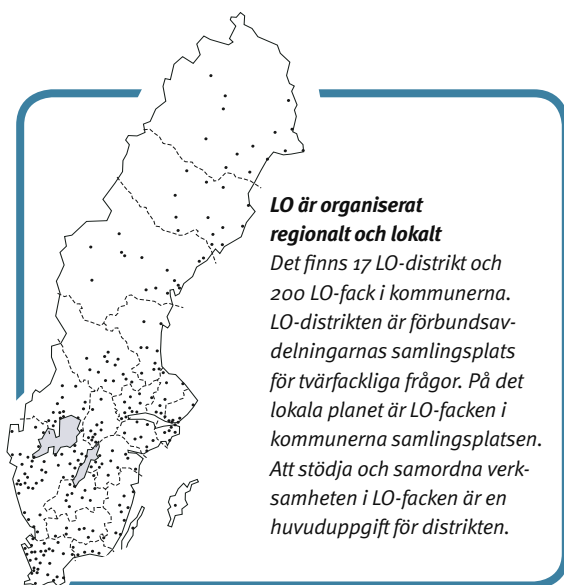 LO är organiserat
regionalt och lokalt
Det finns 17 LO-distrikt och
200 LO-fack i kommunerna.
LO-distrikten är förbundsav-
delningarnas samlingsplats
för tvärfackliga frågor. På det
lokala planet är LO-facken i
kommunerna samlingsplatsen.
Att stödja och samordna verk-
samheten i LO-facken är en
huvuduppgift för distrikten.